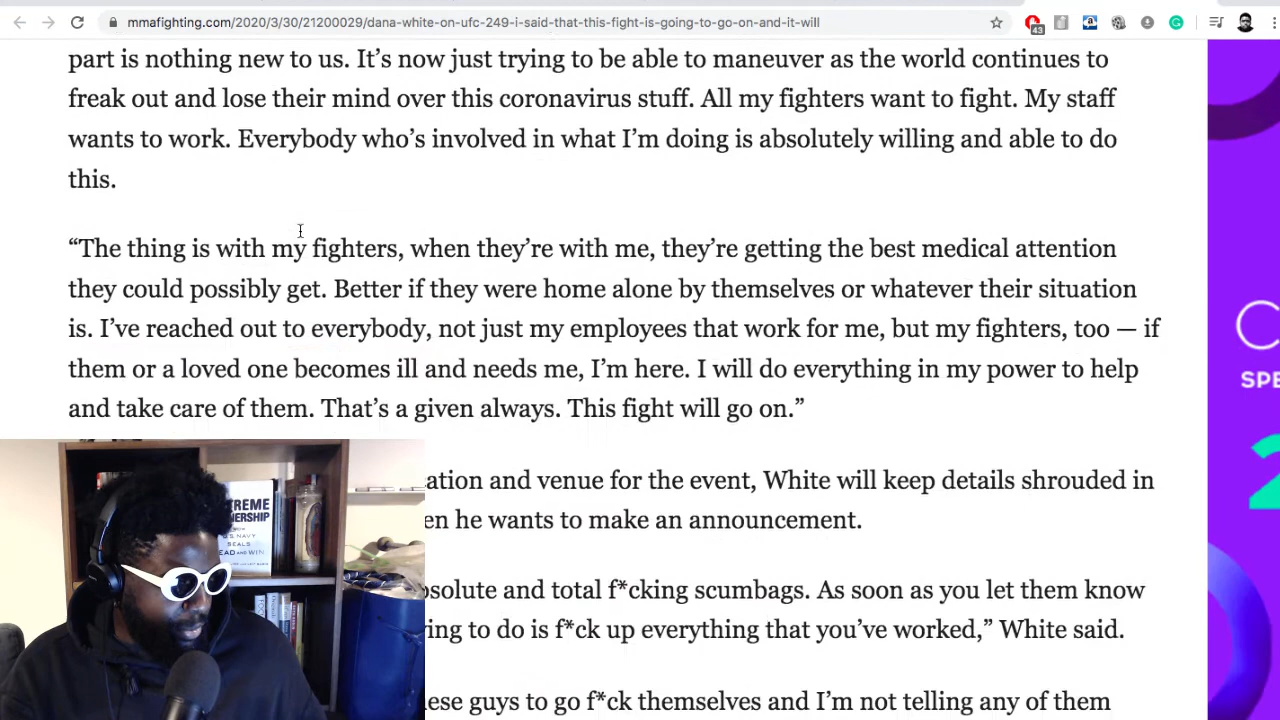 mmafighting.com/2020/3/30/21200029/dana-white-on-ufc-249-i-said-that-this-fight-is-going-to-go-on-and-it-will
43
part is nothing new to us. It’s now just trying to be able to maneuver as the world continues to
freak out and lose their mind over this coronavirus stuff. All my fighters want to fight. My staff
wants to work. Everybody who’s involved in what I’m doing is absolutely willing and able to do
this.
“The thing is with my fighters, when they’re with me, they’re getting the best medical attention
they could possibly get. Better if they were home alone by themselves or whatever their situation
is. I’ve reached out to everybody, not just my employees that work for me, but my fighters, too — if
them or a loved one becomes ill and needs me, I’m here. I will do everything in my power to help
and take care of them. That’s a given always. This fight will go on.”
ation and venue for the event, White will keep details shrouded in
en he wants to make an announcement.
solute and total f*cking scumbags. As soon as you let them know
ying to do is f*ck up everything that you’ve worked,” White said.
ese guys to go f*ck themselves and I’m not telling any of them
C
SPE
2
TREME
NERSHIP
U.S. NAVY
SEALS
EAD AND WIN